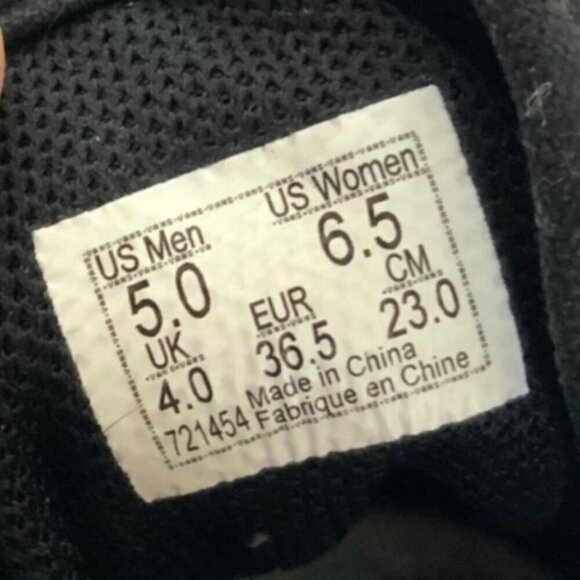 US Men US Women
5.0 6.5
UK EUR CM
4.0 36.5 23.0
721454 Made in China
Fabrique en Chine